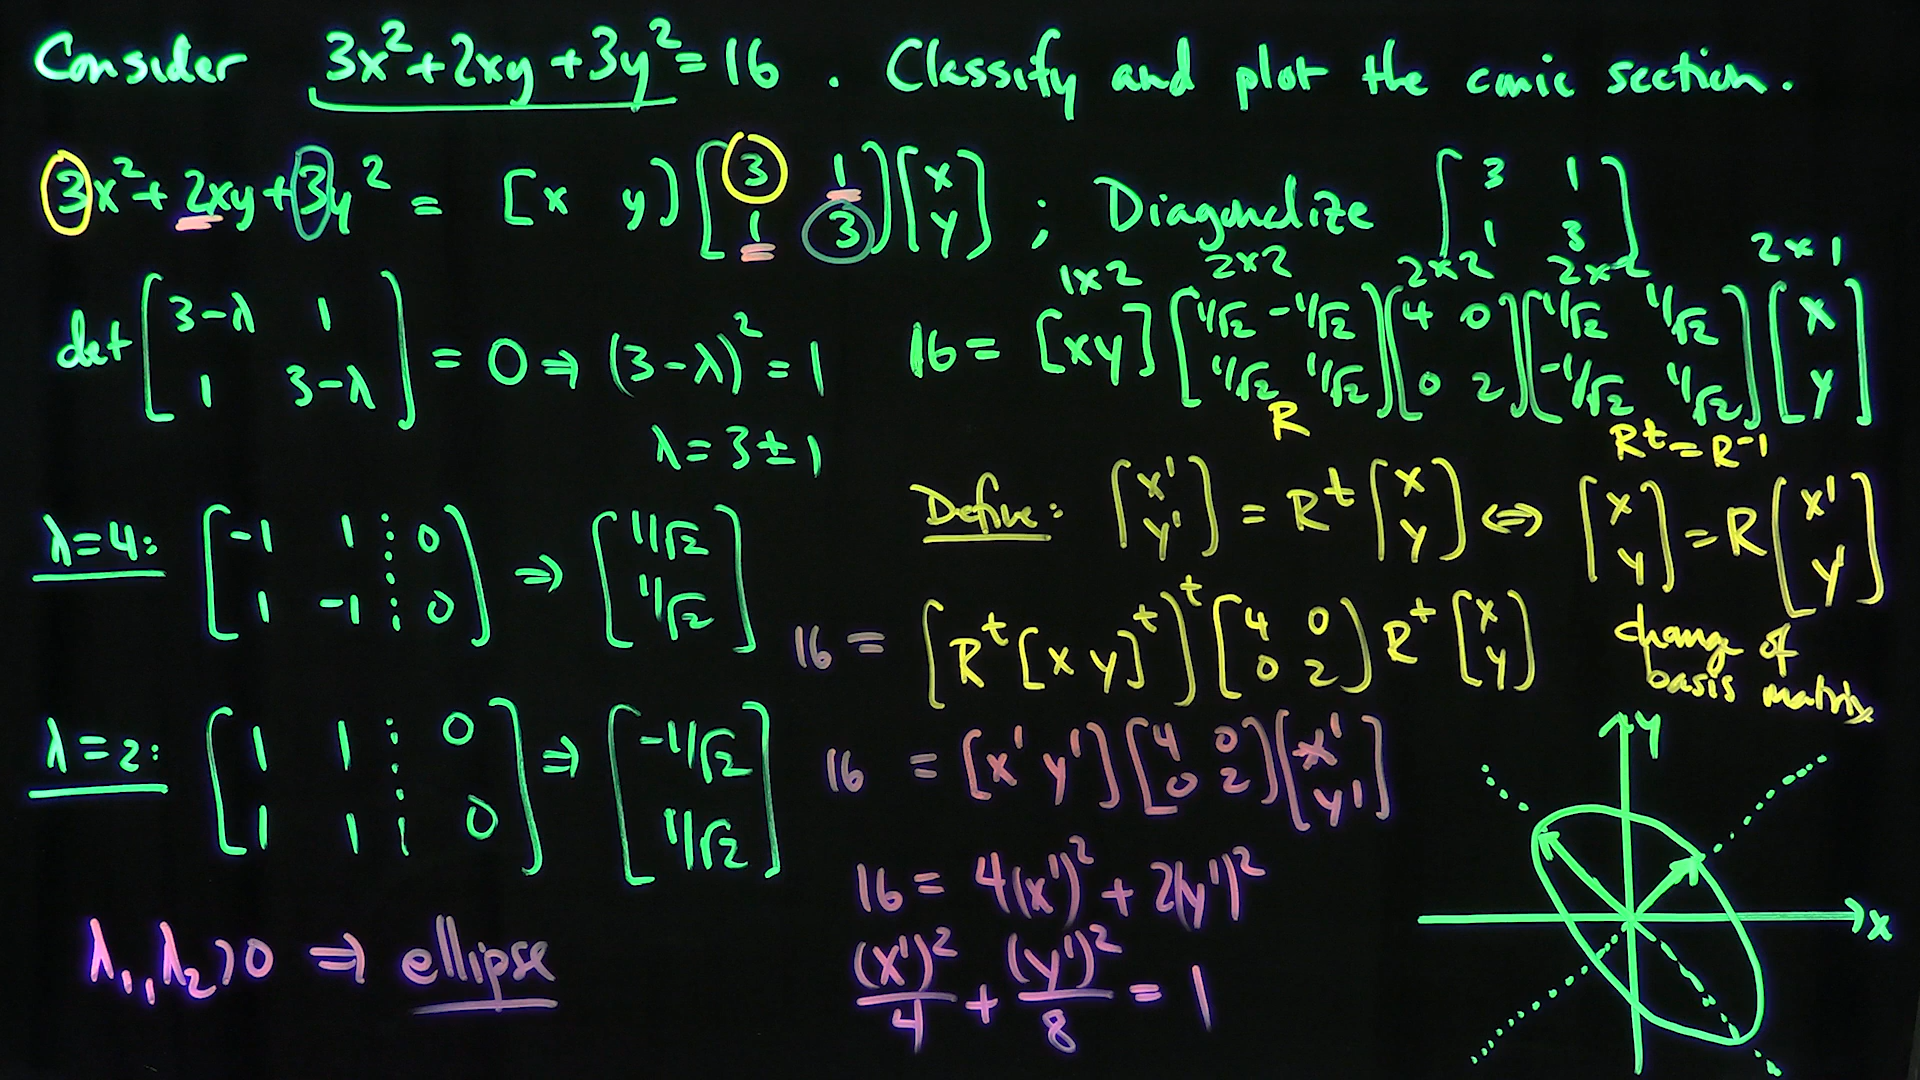 Consider 3x²+2xy+3y²=16 . Classify and plot the conic section.
3x²+2xy+3y² = [x y][3 1; 1 3][x; y] ; Diagonalize [3 1; 1 3]
det[3-λ 1; 1 3-λ] = 0 ⇒ (3-λ)² = 1
λ = 3 ± 1
λ=4: [-1 1 ⋮ 0; 1 -1 ⋮ 0] ⇒ [1/√2; 1/√2]
λ=2: [1 1 ⋮ 0; 1 1 ⋮ 0] ⇒ [-1/√2; 1/√2]
λ₁,λ₂>0 ⇒ ellipse
1x2 2x2 2x2 2x2 2x1
16 = [xy][1/√2 -1/√2; 1/√2 1/√2][4 0; 0 2][1/√2 1/√2; -1/√2 1/√2][x; y]
R Rᵗ=R⁻¹
Define: [x'; y'] = Rᵗ[x; y] ⇔ [x; y] = R[x'; y']
change of
basis matrix
16 = [Rᵗ[x y]ᵗ]ᵗ[4 0; 0 2]Rᵗ[x; y]
16 = [x' y'][4 0; 0 2][x'; y']
16 = 4(x')² + 2(y')²
(x')²/4 + (y')²/8 = 1
y
x